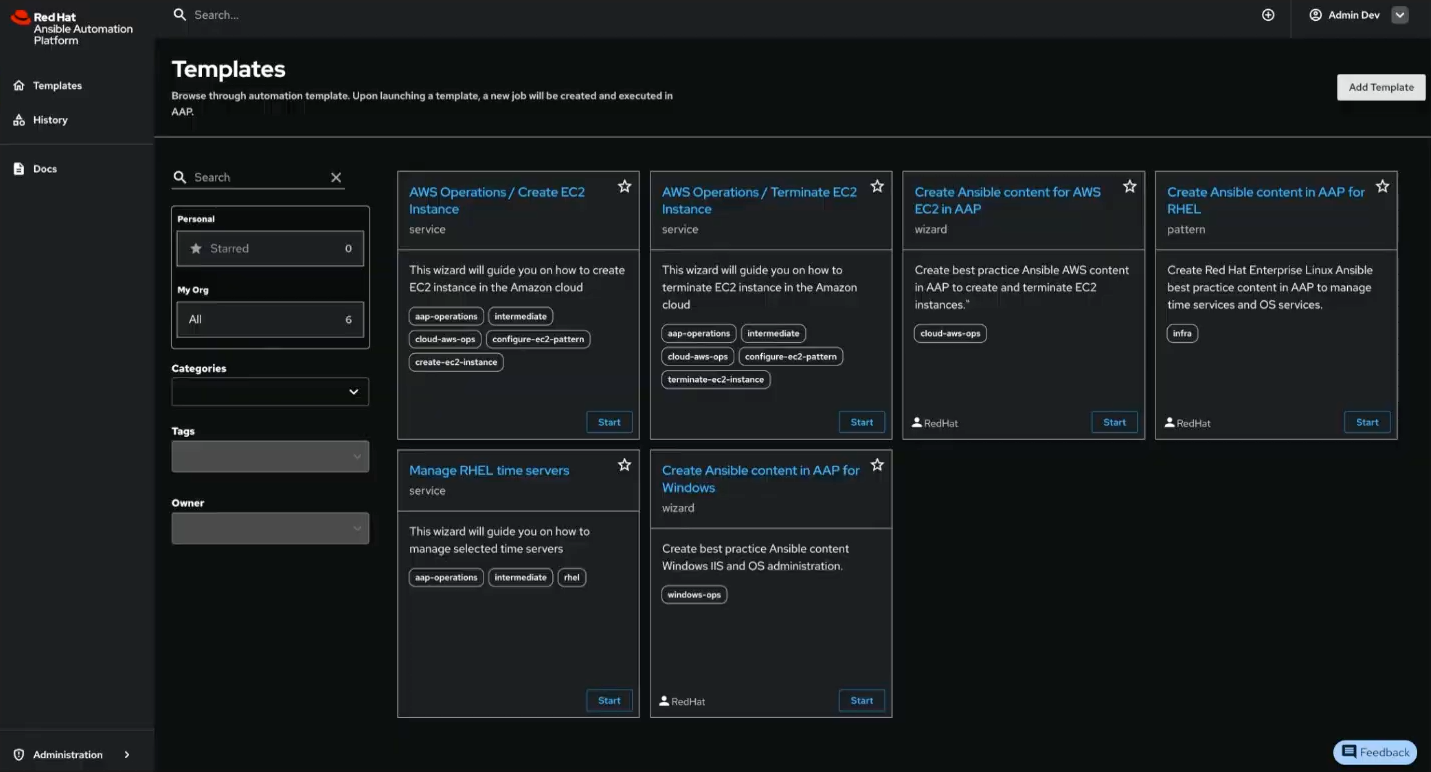 Red Hat
Ansible Automation
Platform
Search...
Admin Dev
Templates
History
Docs
Administration
Templates
Browse through automation template. Upon launching a template, a new job will be created and executed in
AAP.
Add Template
Search
Personal
Starred 0
My Org
All 6
Categories
Tags
Owner
AWS Operations / Create EC2
Instance
service
This wizard will guide you on how to create
EC2 instance in the Amazon cloud
aap-operations intermediate
cloud-aws-ops configure-ec2-pattern
create-ec2-instance
Start
AWS Operations / Terminate EC2
Instance
service
This wizard will guide you on how to
terminate EC2 instance in the Amazon
cloud
aap-operations intermediate
cloud-aws-ops configure-ec2-pattern
terminate-ec2-instance
Start
Create Ansible content for AWS
EC2 in AAP
wizard
Create best practice Ansible AWS content
in AAP to create and terminate EC2
instances."
cloud-aws-ops
RedHat Start
Create Ansible content in AAP for
RHEL
pattern
Create Red Hat Enterprise Linux Ansible
best practice content in AAP to manage
time services and OS services.
infra
RedHat Start
Manage RHEL time servers
service
This wizard will guide you on how to
manage selected time servers
aap-operations intermediate rhel
Start
Create Ansible content in AAP for
Windows
wizard
Create best practice Ansible content
Windows IIS and OS administration.
windows-ops
RedHat Start
Feedback